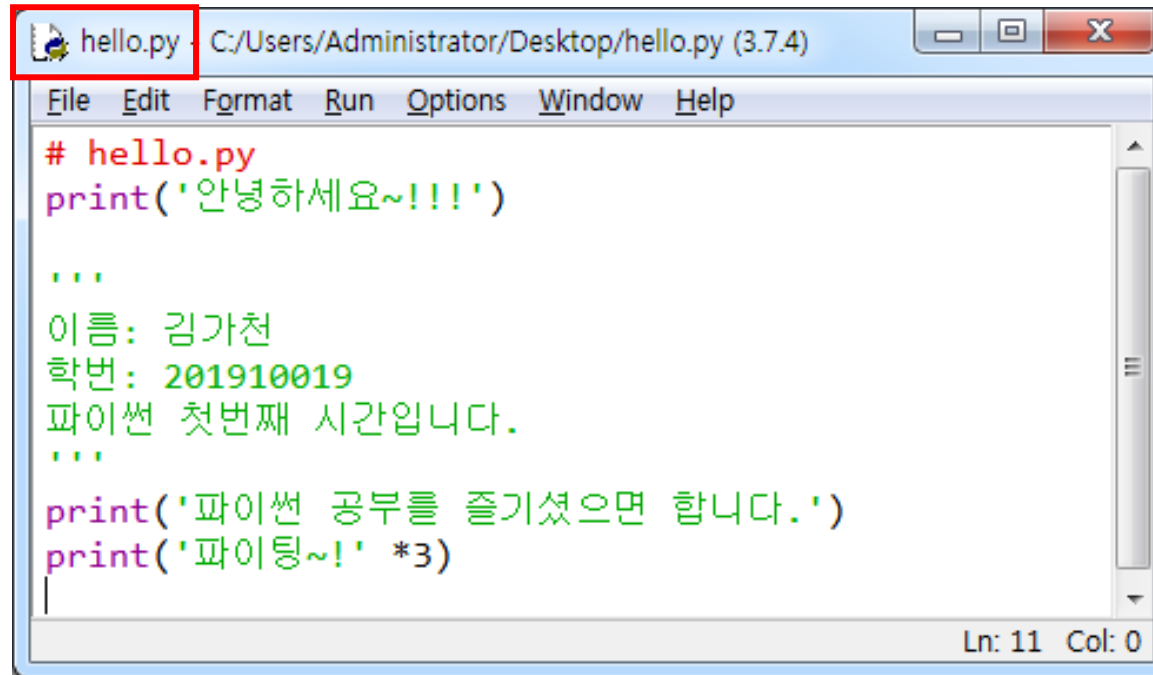 hello.py - C:/Users/Administrator/Desktop/hello.py (3.7.4)
File Edit Format Run Options Window Help
# hello.py
print('안녕하세요~!!!')
'''
이름: 김가천
학번: 201910019
파이썬 첫번째 시간입니다.
'''
print('파이썬 공부를 즐기셨으면 합니다.')
print('파이팅~!' *3)
Ln: 11 Col: 0